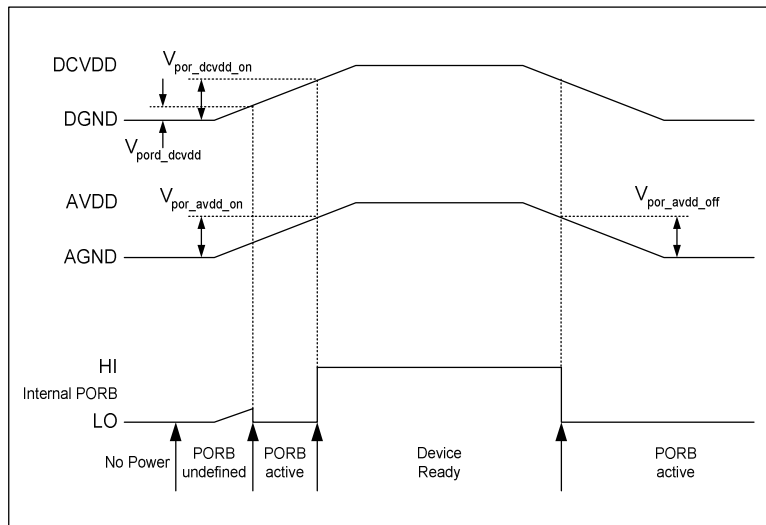 DCVDD
V_por_dcvdd_on
DGND
V_pord_dcvdd
AVDD
V_por_avdd_on
V_por_avdd_off
AGND
HI
Internal PORB
LO
No Power
PORB
undefined
PORB
active
Device
Ready
PORB
active